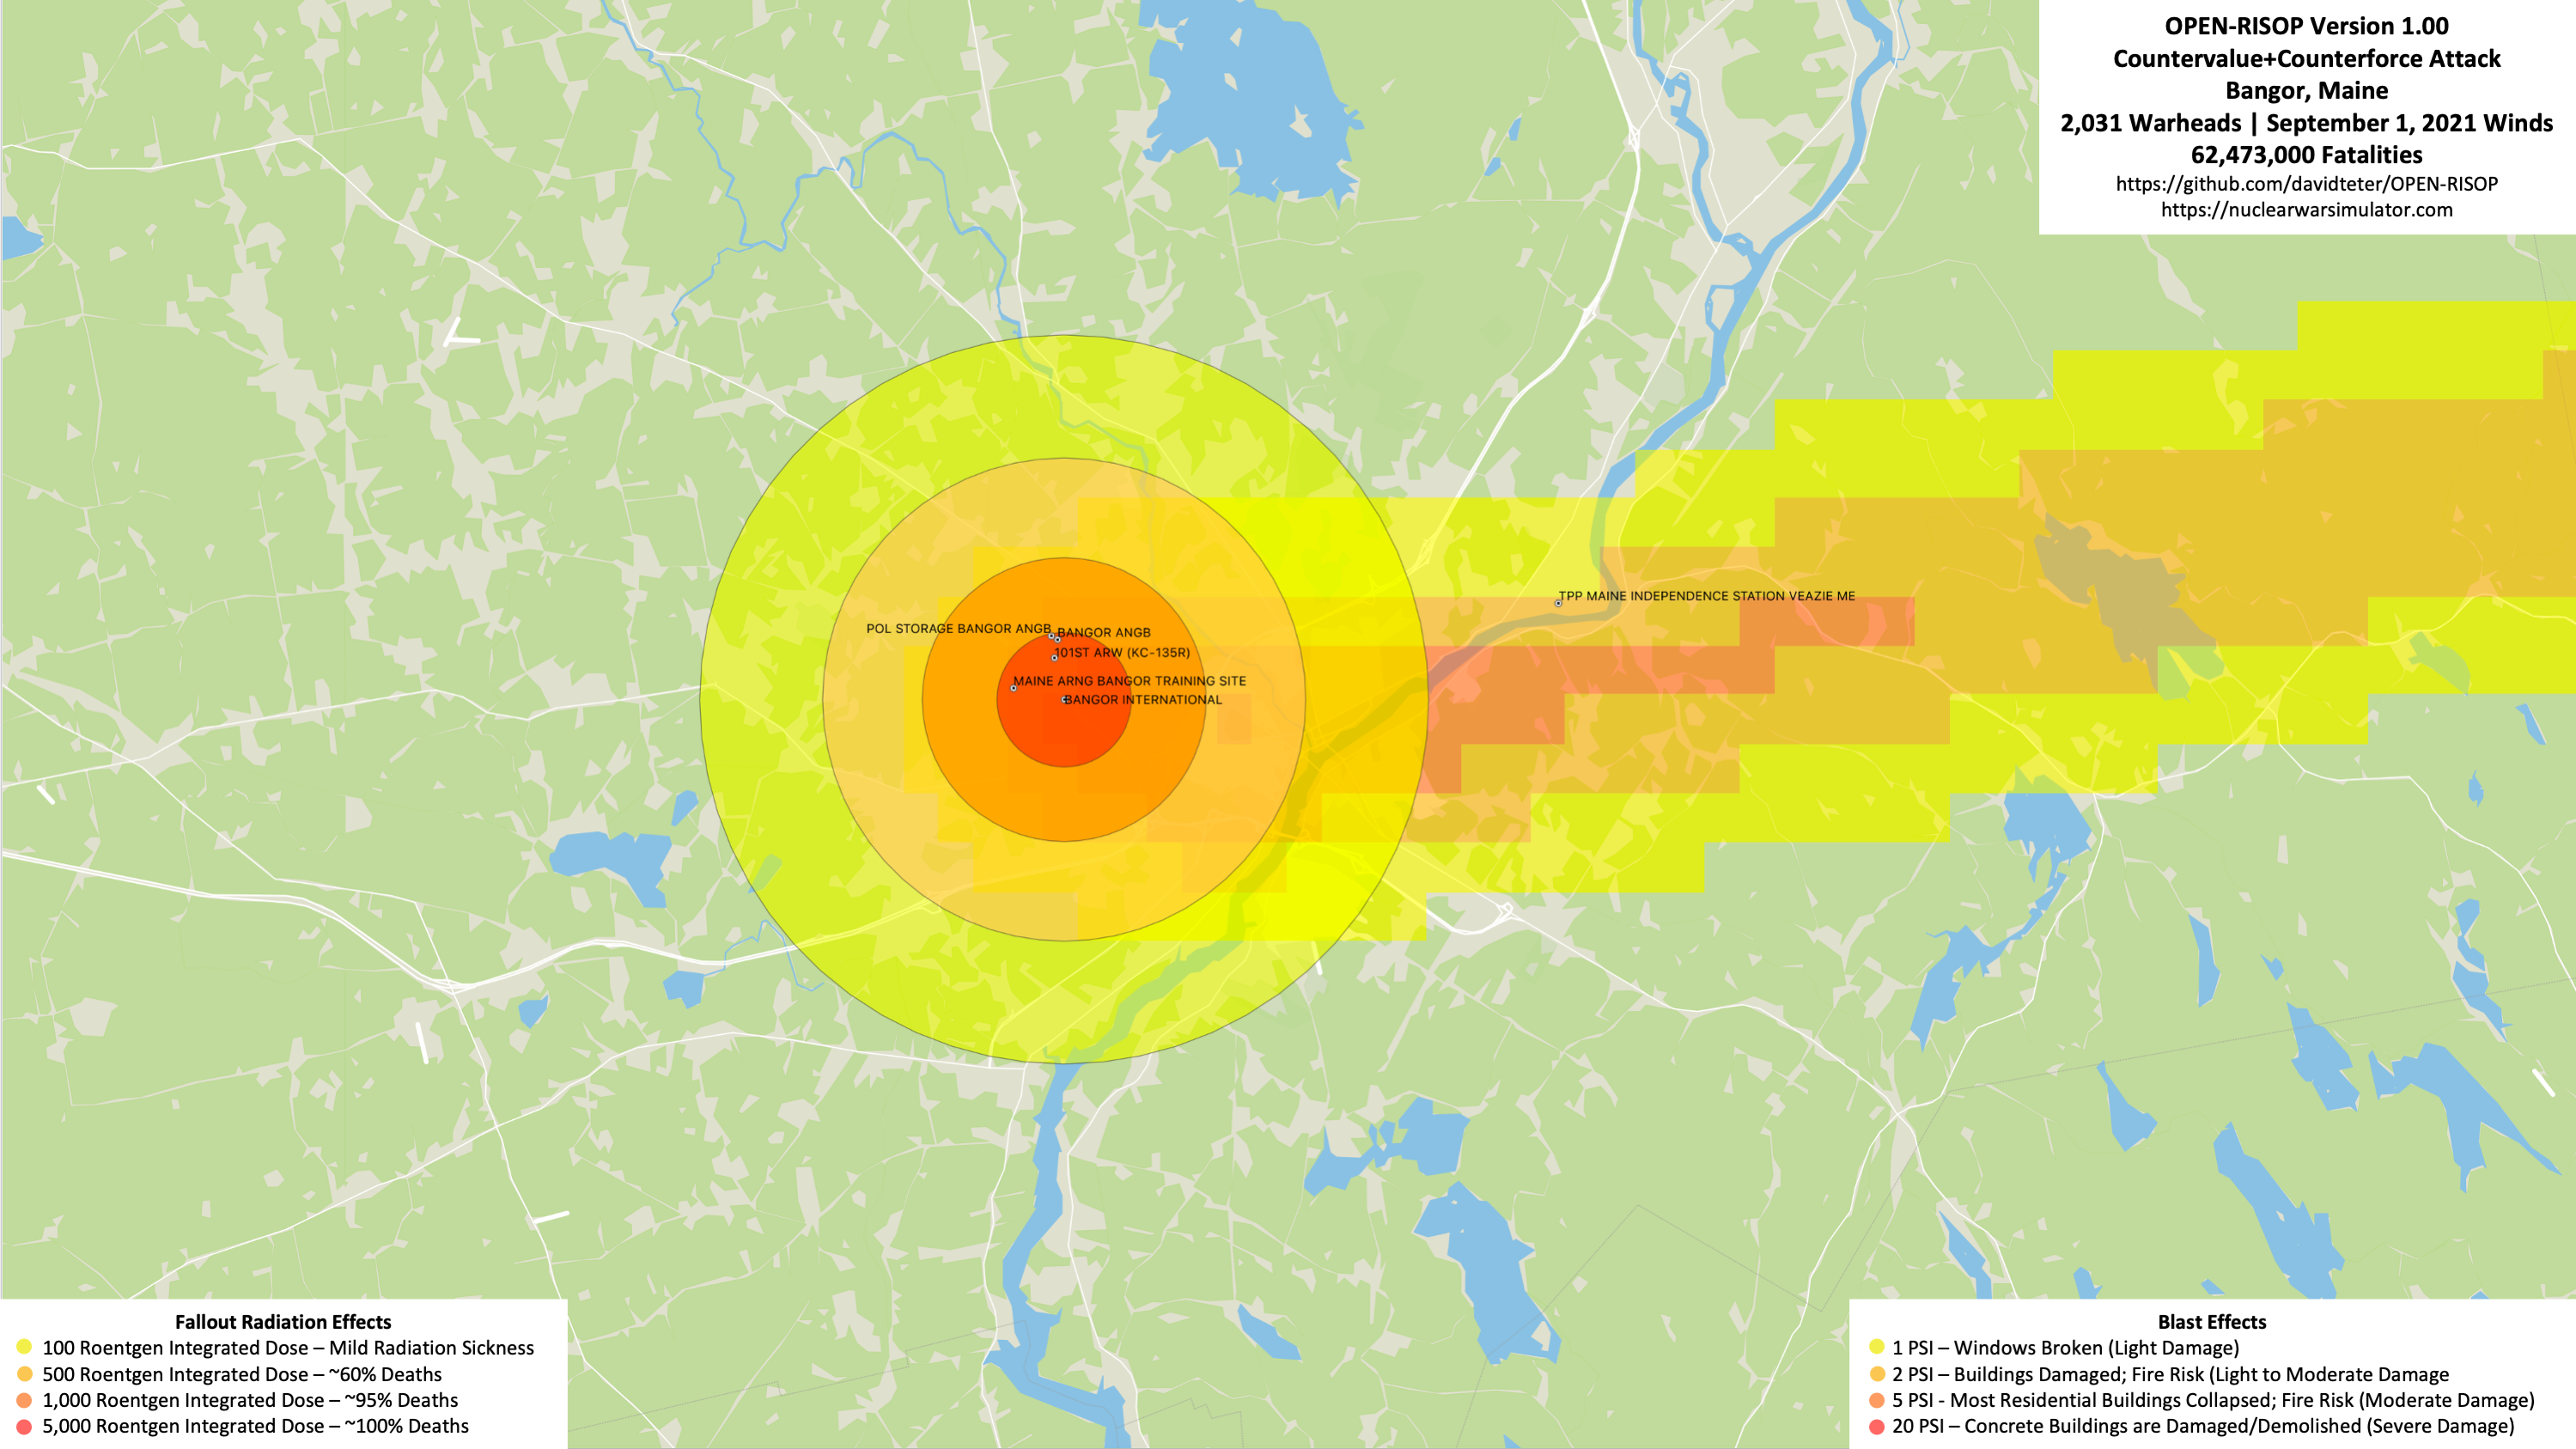 OPEN-RISOP Version 1.00
Countervalue+Counterforce Attack
Bangor, Maine
2,031 Warheads | September 1, 2021 Winds
62,473,000 Fatalities
https://github.com/davidteter/OPEN-RISOP
https://nuclearwarsimulator.com
TPP MAINE INDEPENDENCE STATION VEAZIE ME
POL STORAGE BANGOR ANGB
BANGOR ANGB
101ST ARW (KC-135R)
MAINE ARNG BANGOR TRAINING SITE
BANGOR INTERNATIONAL
Fallout Radiation Effects
100 Roentgen Integrated Dose – Mild Radiation Sickness
500 Roentgen Integrated Dose – ~60% Deaths
1,000 Roentgen Integrated Dose – ~95% Deaths
5,000 Roentgen Integrated Dose – ~100% Deaths
Blast Effects
1 PSI – Windows Broken (Light Damage)
2 PSI – Buildings Damaged; Fire Risk (Light to Moderate Damage
5 PSI - Most Residential Buildings Collapsed; Fire Risk (Moderate Damage)
20 PSI – Concrete Buildings are Damaged/Demolished (Severe Damage)